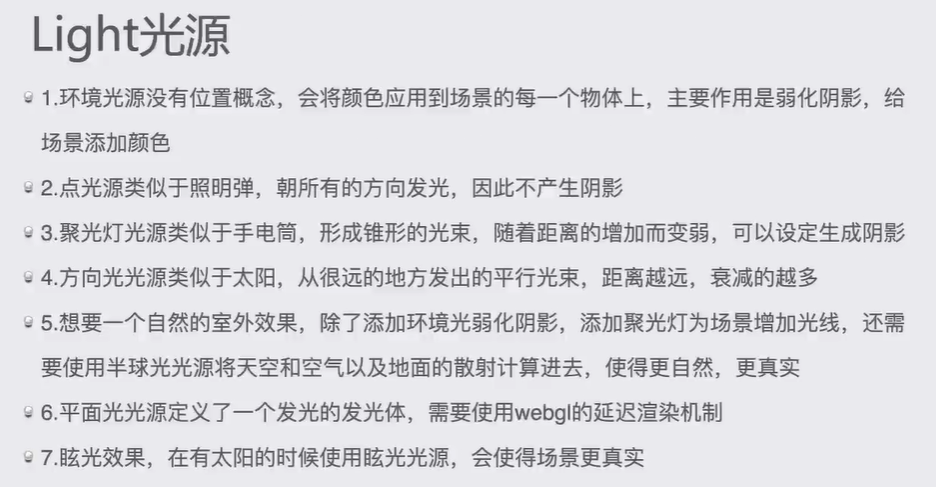 Light光源
1.环境光源没有位置概念，会将颜色应用到场景的每一个物体上，主要作用是弱化阴影，给
场景添加颜色
2.点光源类似于照明弹，朝所有的方向发光，因此不产生阴影
3.聚光灯光源类似于手电筒，形成锥形的光束，随着距离的增加而变弱，可以设定生成阴影
4.方向光光源类似于太阳，从很远的地方发出的平行光束，距离越远，衰减的越多
5.想要一个自然的室外效果，除了添加环境光弱化阴影，添加聚光灯为场景增加光线，还需
要使用半球光光源将天空和空气以及地面的散射计算进去，使得更自然，更真实
6.平面光光源定义了一个发光的发光体，需要使用webgl的延迟渲染机制
7.眩光效果，在有太阳的时候使用眩光光源，会使得场景更真实